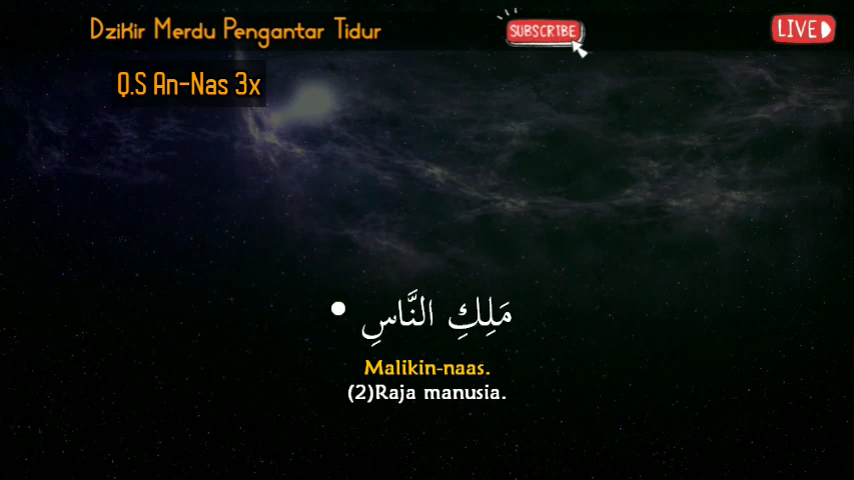 Dzikir Merdu Pengantar Tidur
SUBSCRIBE
LIVE
Q.S An-Nas 3x
مَلِكِ النَّاسِ •
Malikin-naas.
(2)Raja manusia.